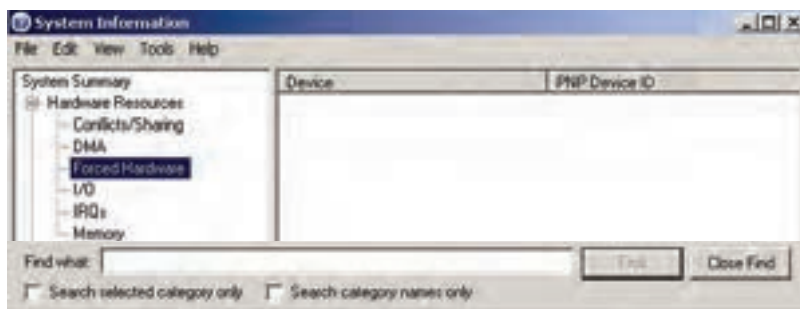 System Information
File Edit View Tools Help
System Summary
Hardware Resources
Conflicts/Sharing
DMA
Forced Hardware
I/O
IRQs
Memory
Device PNP Device ID
Find what:
Find Close Find
Search selected category only Search category names only